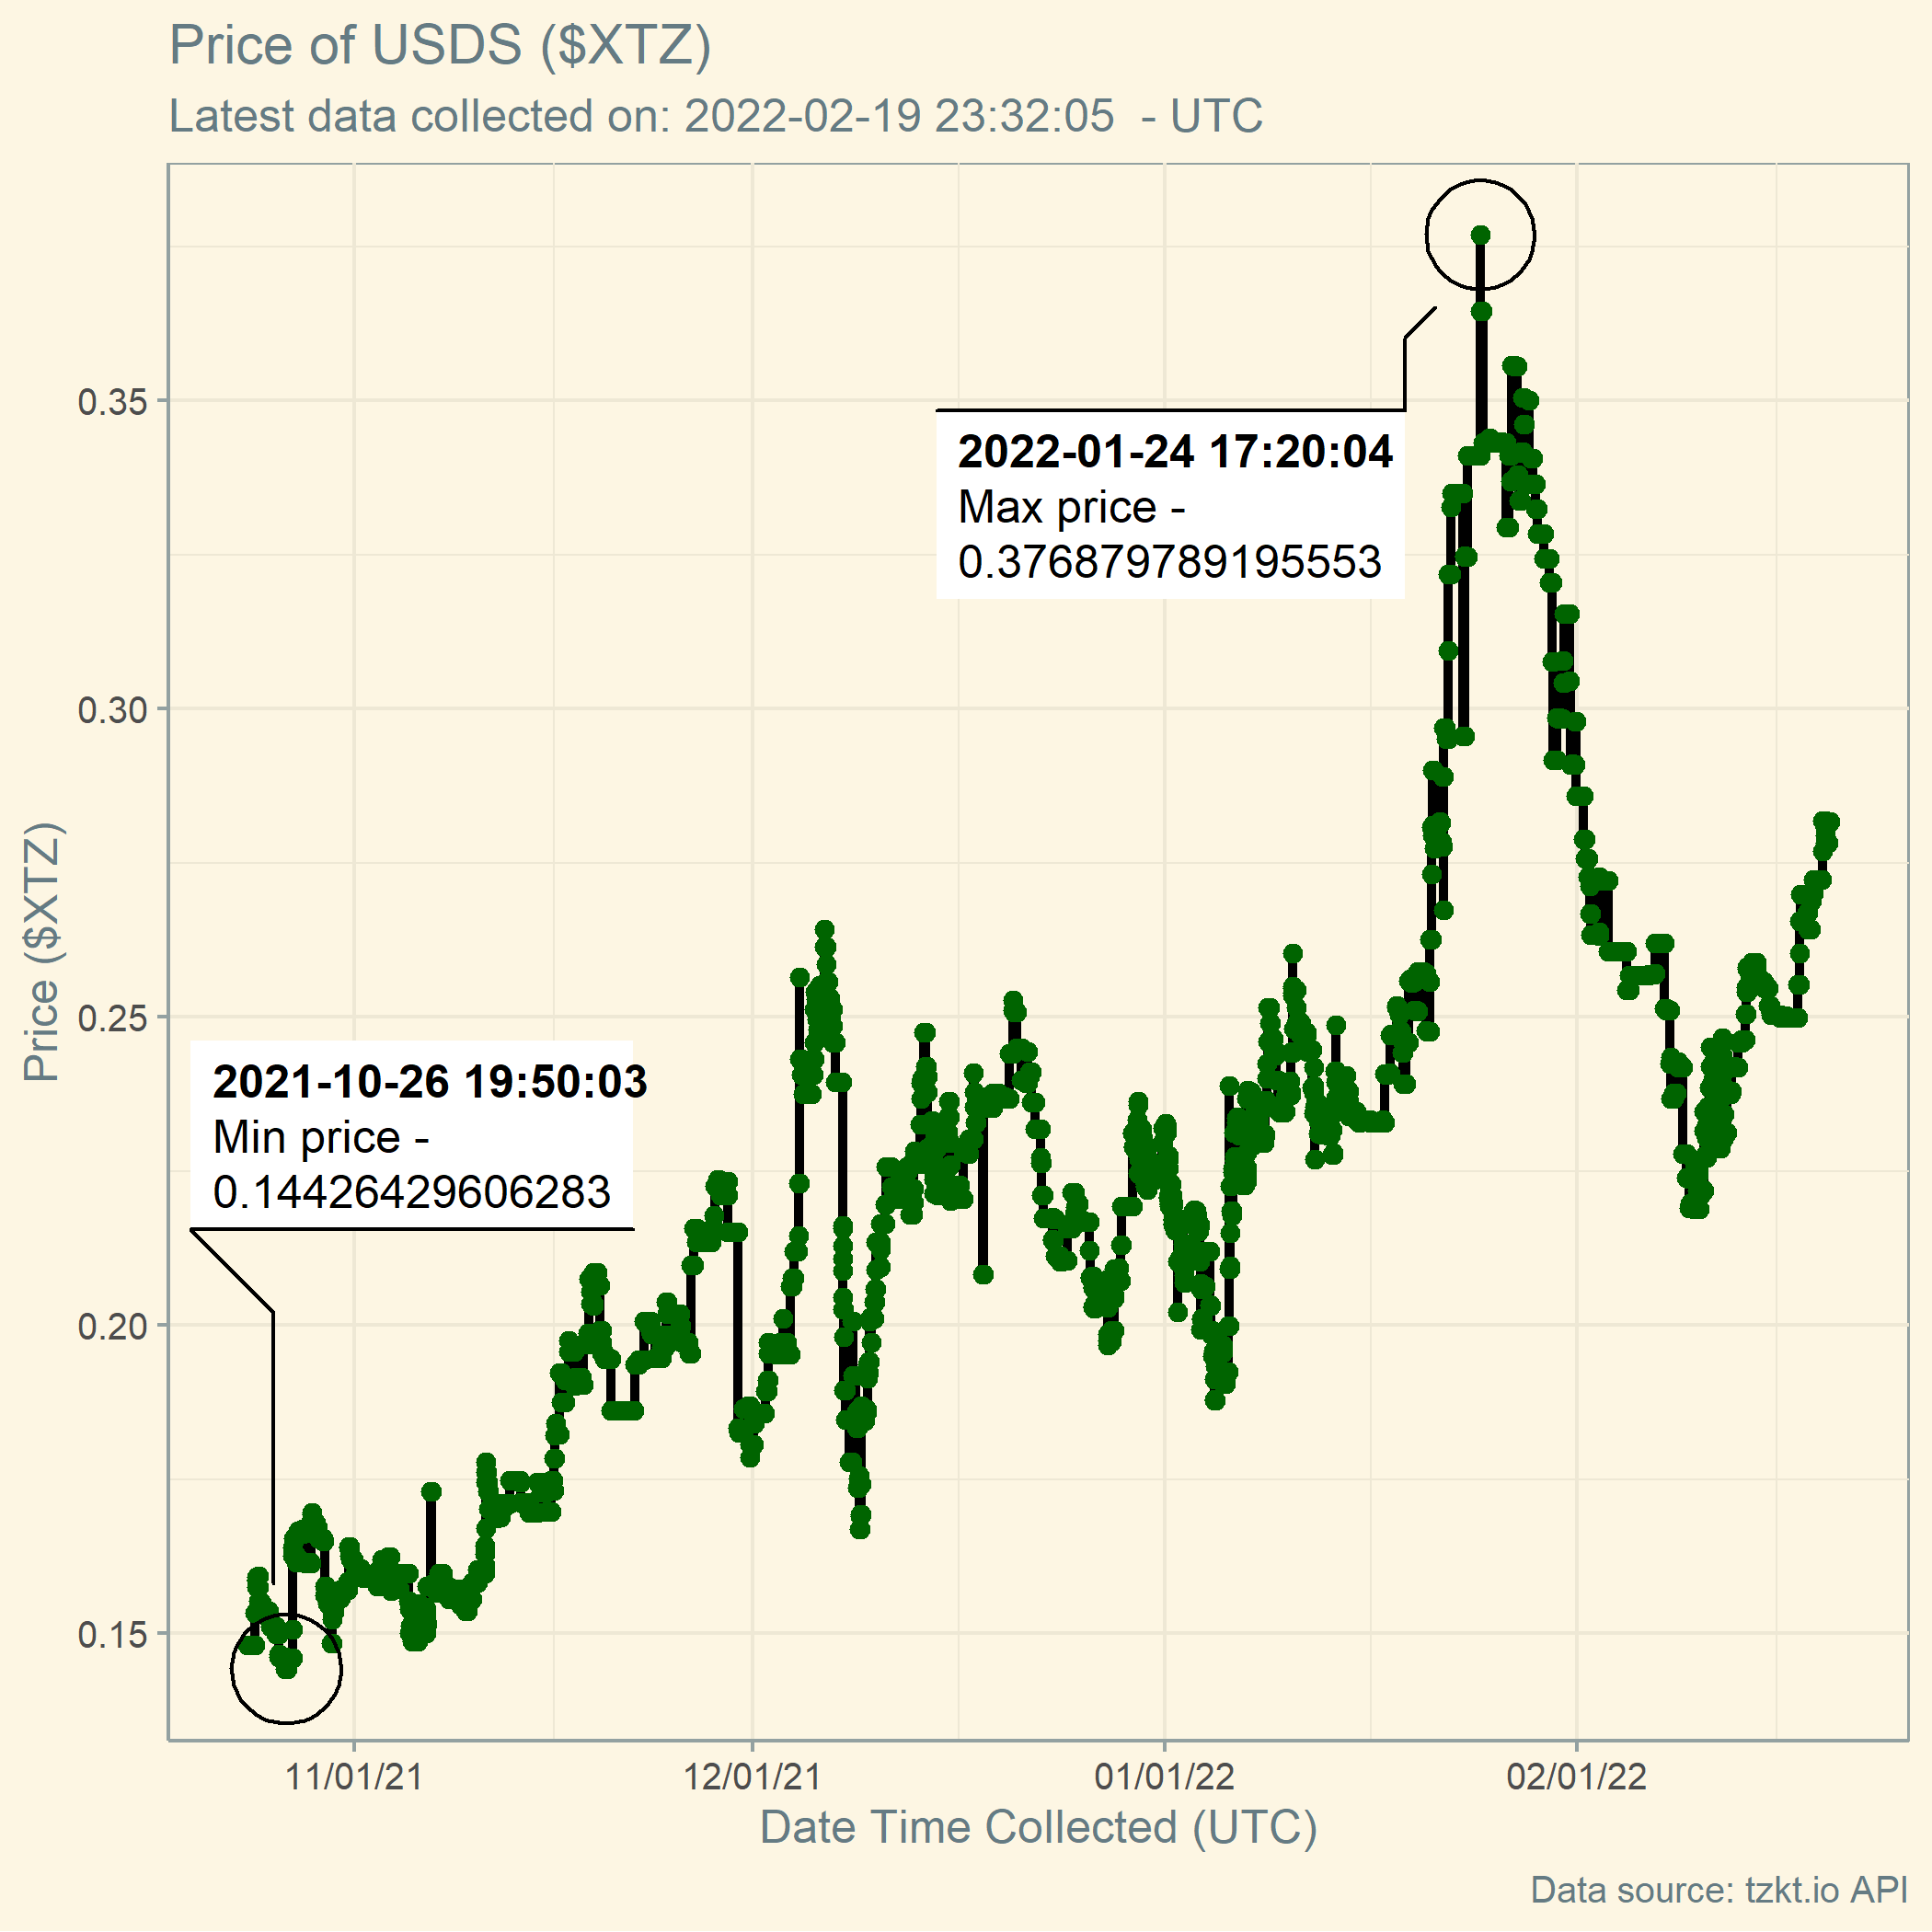 Price of USDS ($XTZ)
Latest data collected on: 2022-02-19 23:32:05  - UTC
0.35
0.30
0.25
0.20
0.15
Price ($XTZ)
2022-01-24 17:20:04
Max price -
0.376879789195553
2021-10-26 19:50:03
Min price -
0.14426429606283
11/01/21
12/01/21
01/01/22
02/01/22
Date Time Collected (UTC)
Data source: tzkt.io API